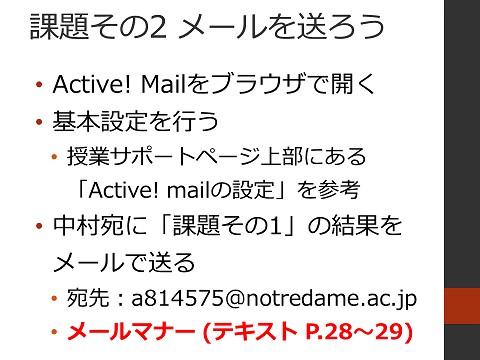 課題その2 メールを送ろう
• Active! Mailをブラウザで開く
• 基本設定を行う
• 授業サポートページ上部にある
「Active! mailの設定」を参考
• 中村宛に「課題その1」の結果を
メールで送る
• 宛先：a814575@notredame.ac.jp
• メールマナー (テキスト P.28～29)